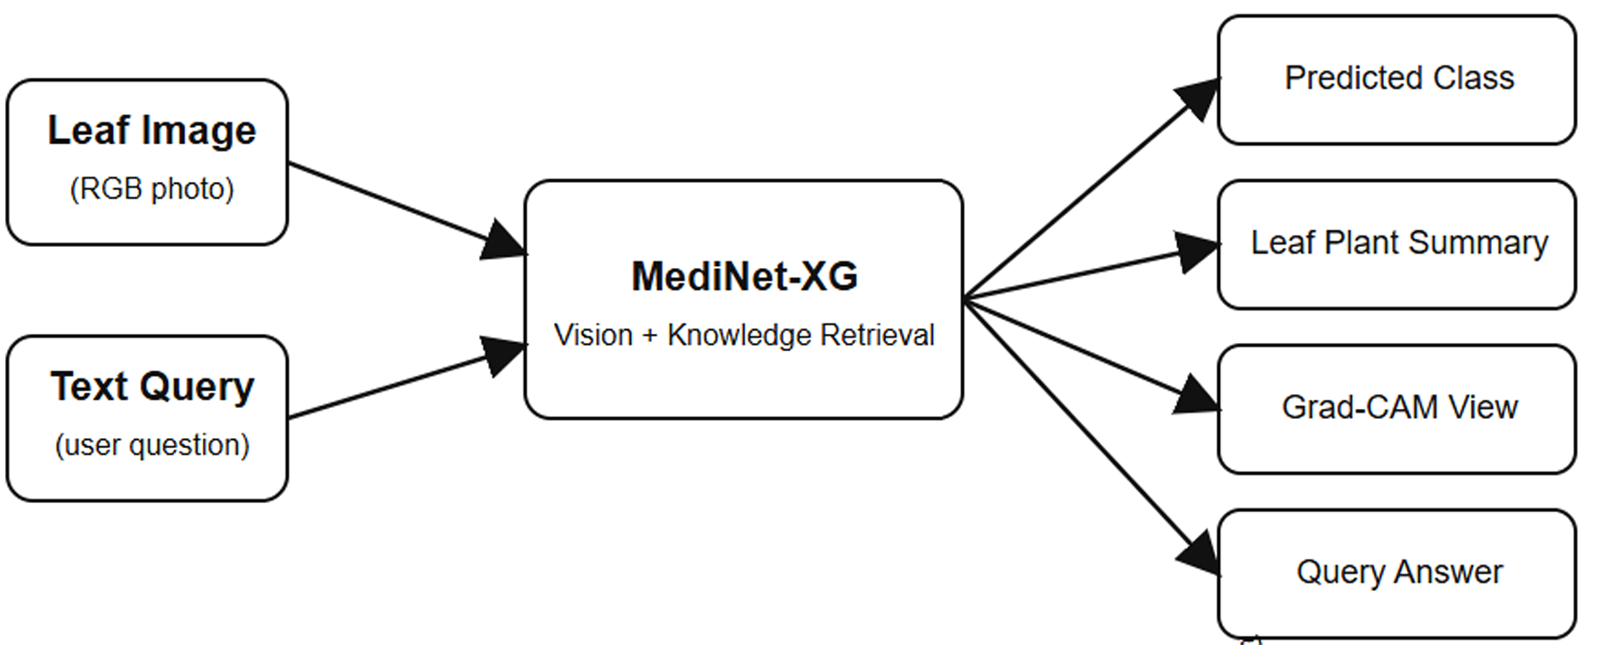 Leaf Image
(RGB photo)
Text Query
(user question)
MediNet-XG
Vision + Knowledge Retrieval
Predicted Class
Leaf Plant Summary
Grad-CAM View
Query Answer